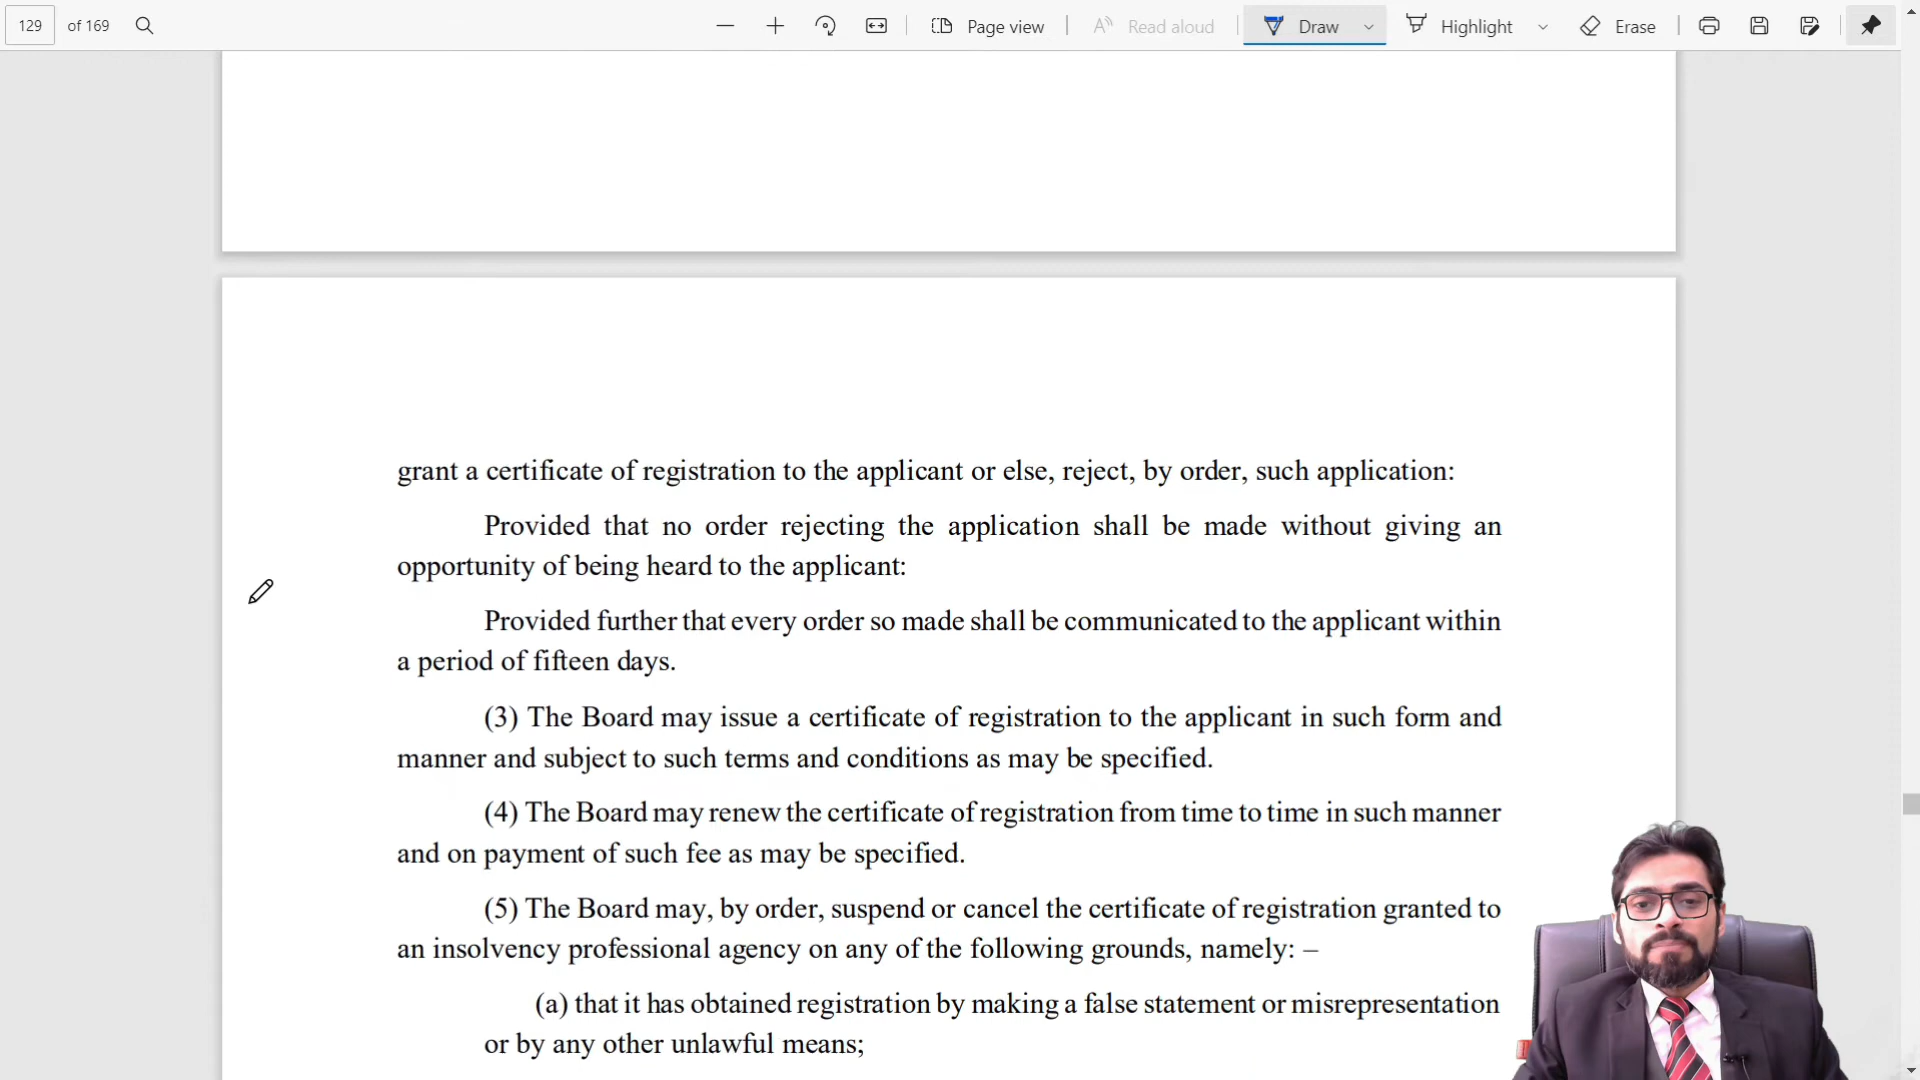 129 of 169 Page view Read aloud Draw Highlight Erase
grant a certificate of registration to the applicant or else, reject, by order, such application:
Provided that no order rejecting the application shall be made without giving an
opportunity of being heard to the applicant:
Provided further that every order so made shall be communicated to the applicant within
a period of fifteen days.
(3) The Board may issue a certificate of registration to the applicant in such form and
manner and subject to such terms and conditions as may be specified.
(4) The Board may renew the certificate of registration from time to time in such manner
and on payment of such fee as may be specified.
(5) The Board may, by order, suspend or cancel the certificate of registration granted to
an insolvency professional agency on any of the following grounds, namely: –
(a) that it has obtained registration by making a false statement or misrepresentation
or by any other unlawful means;